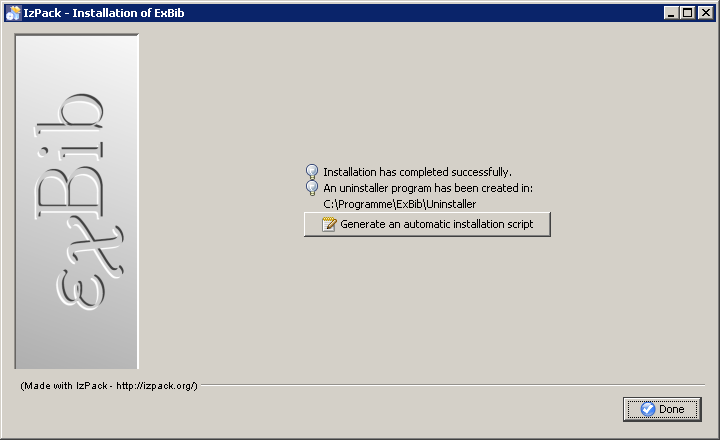 IzPack - Installation of ExBib
εχBib
Installation has completed successfully.
An uninstaller program has been created in:
C:\Programme\ExBib\Uninstaller
Generate an automatic installation script
(Made with IzPack - http://izpack.org/)
Done